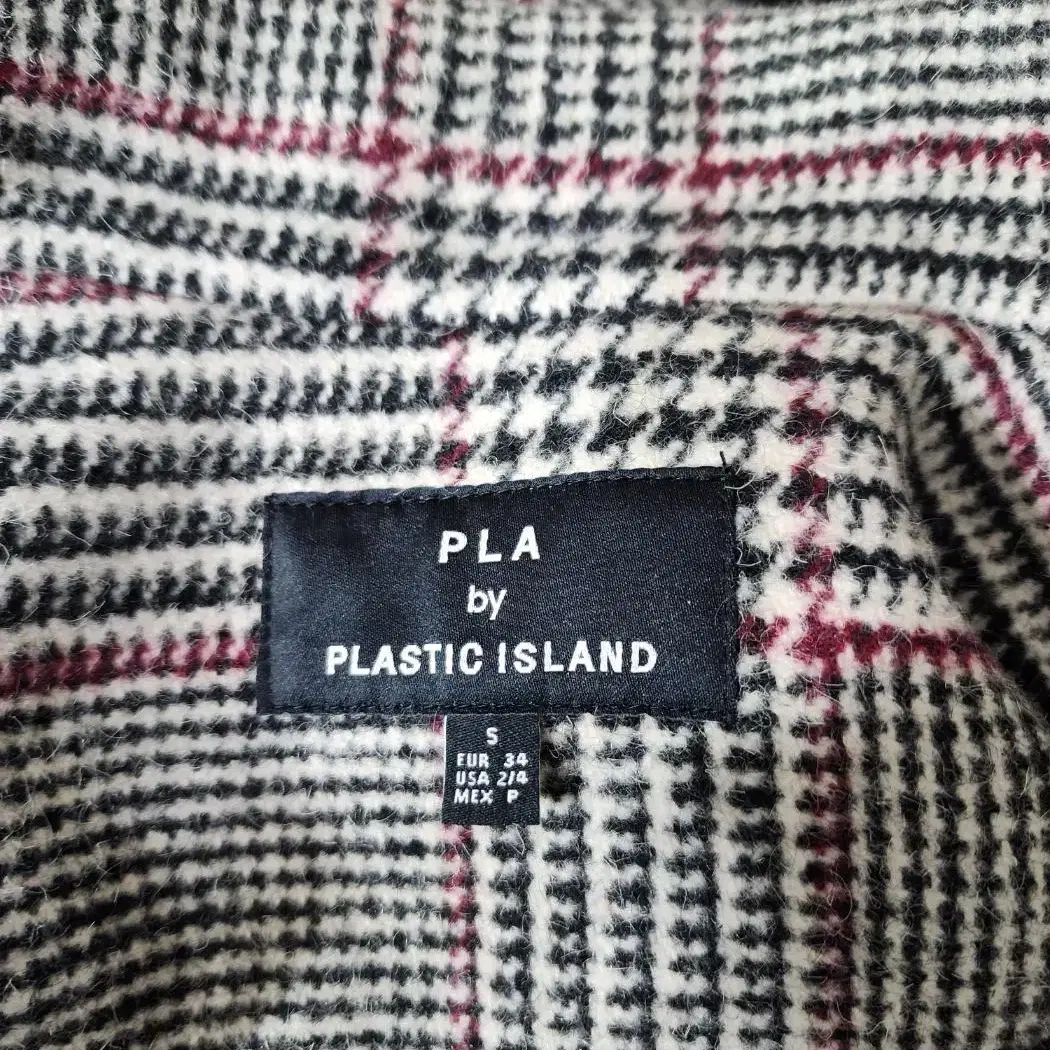 PLA
by
PLASTIC ISLAND
S
EUR 34
USA 2/4
MEX P